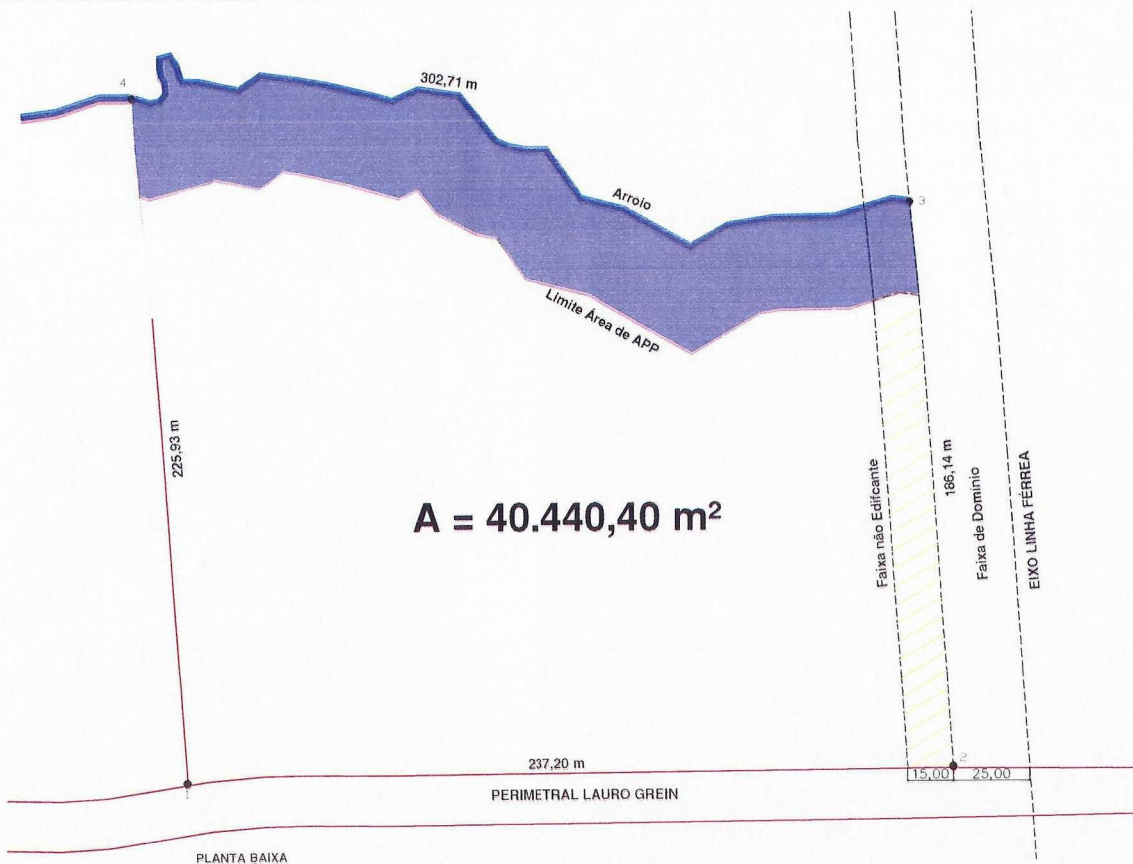 4
302,71 m
Arroio
3
Limite Área de APP
225,93 m
A = 40.440,40 m²
Faixa não Edificante
186,14 m
Faixa de Domínio
EIXO LINHA FÉRREA
2
237,20 m
15,00
25,00
1
PERIMETRAL LAURO GREIN
PLANTA BAIXA